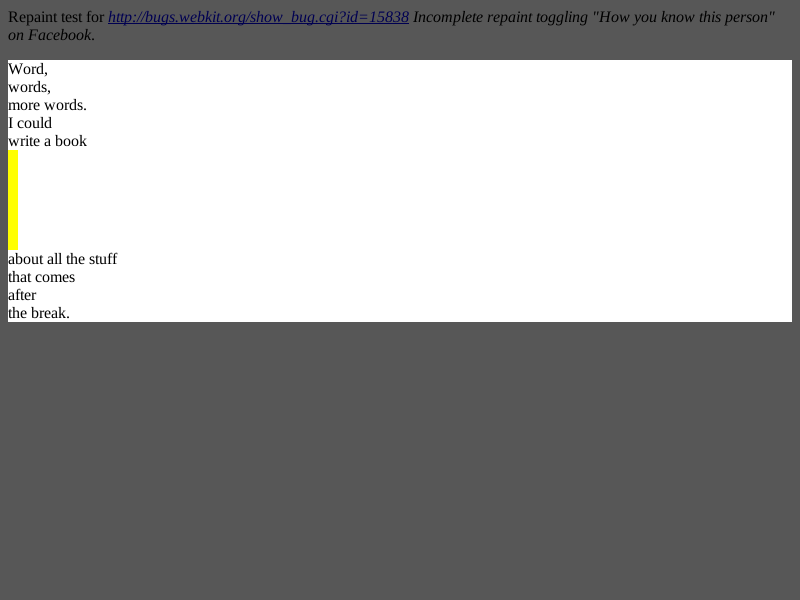 Repaint test for http://bugs.webkit.org/show_bug.cgi?id=15838 Incomplete repaint toggling "How you know this person"
on Facebook.
Word,
words,
more words.
I could
write a book
about all the stuff
that comes
after
the break.